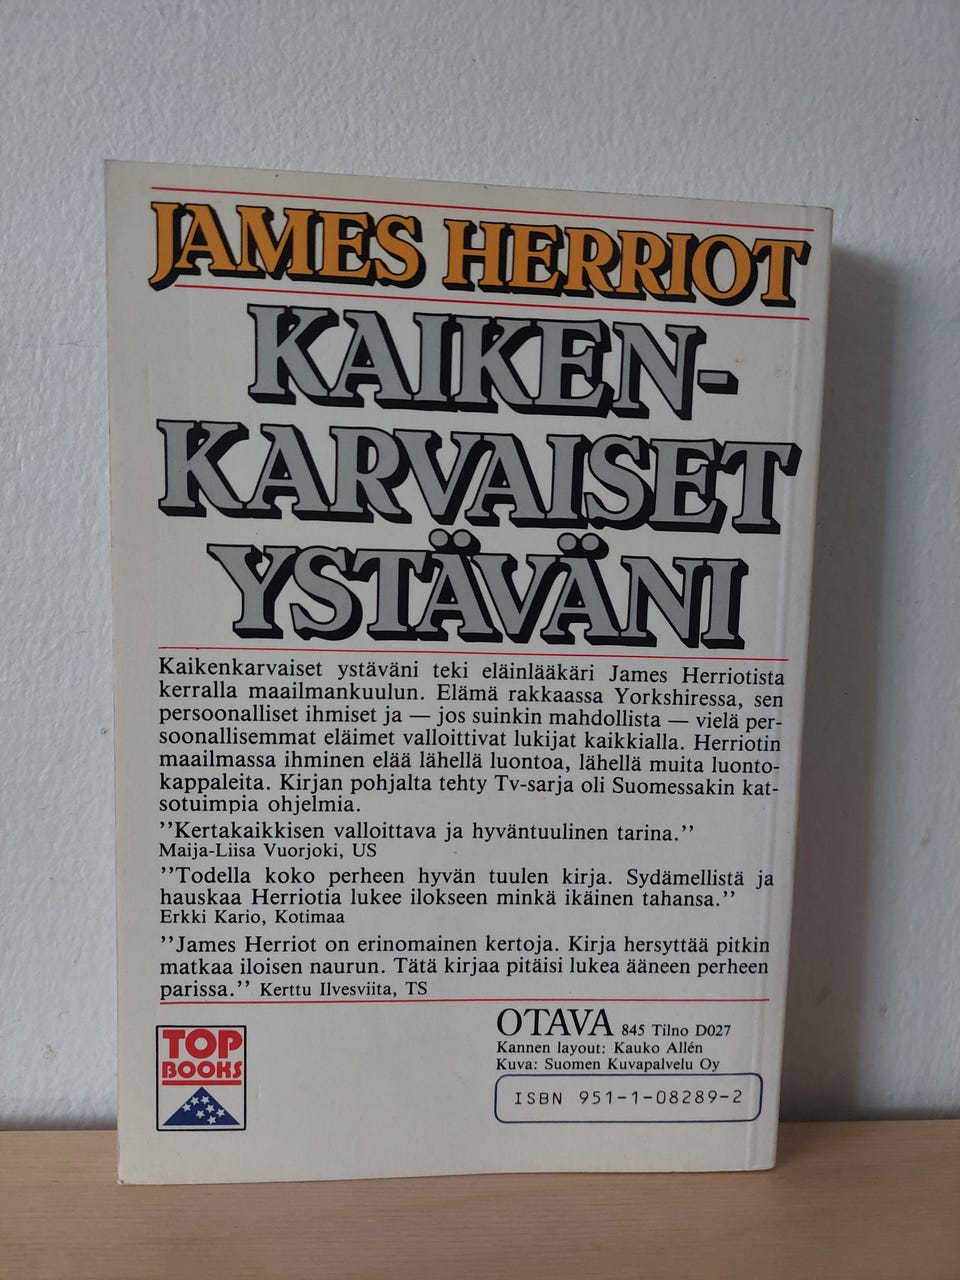 JAMES HERRIOT
KAIKEN-
KARVAISET
YSTÄVÄNI
Kaikenkarvaiset ystäväni teki eläinlääkäri James Herriotista
kerralla maailmankuulun. Elämä rakkaassa Yorkshiressa, sen
persoonalliset ihmiset ja — jos suinkin mahdollista — vielä per-
soonallisemmat eläimet valloittivat lukijat kaikkialla. Herriotin
maailmassa ihminen elää lähellä luontoa, lähellä muita luonto-
kappaleita. Kirjan pohjalta tehty Tv-sarja oli Suomessakin kat-
sotuimpia ohjelmia.
''Kertakaikkisen valloittava ja hyväntuulinen tarina.''
Maija-Liisa Vuorjoki, US
''Todella koko perheen hyvän tuulen kirja. Sydämellistä ja
hauskaa Herriotia lukee ilokseen minkä ikäinen tahansa.''
Erkki Kario, Kotimaa
''James Herriot on erinomainen kertoja. Kirja hersyttää pitkin
matkaa iloisen naurun. Tätä kirjaa pitäisi lukea ääneen perheen
parissa.'' Kerttu Ilvesviita, TS
TOP
BOOKS
OTAVA 845 Tilno D027
Kannen layout: Kauko Allén
Kuva: Suomen Kuvapalvelu Oy
ISBN 951-1-08289-2